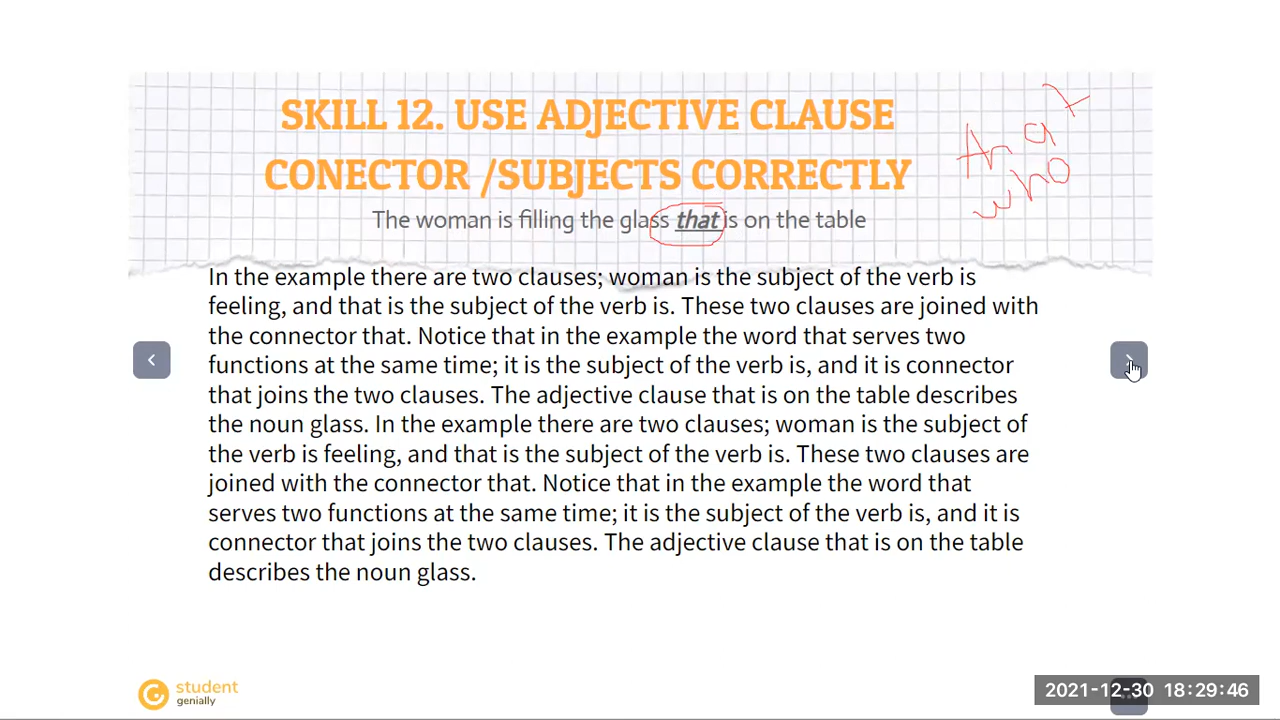 SKILL 12. USE ADJECTIVE CLAUSE
CONECTOR /SUBJECTS CORRECTLY
that
who
The woman is filling the glass that is on the table
In the example there are two clauses; woman is the subject of the verb is
feeling, and that is the subject of the verb is. These two clauses are joined with
the connector that. Notice that in the example the word that serves two
functions at the same time; it is the subject of the verb is, and it is connector
that joins the two clauses. The adjective clause that is on the table describes
the noun glass. In the example there are two clauses; woman is the subject of
the verb is feeling, and that is the subject of the verb is. These two clauses are
joined with the connector that. Notice that in the example the word that
serves two functions at the same time; it is the subject of the verb is, and it is
connector that joins the two clauses. The adjective clause that is on the table
describes the noun glass.
student
genially
2021-12-30 18:29:46